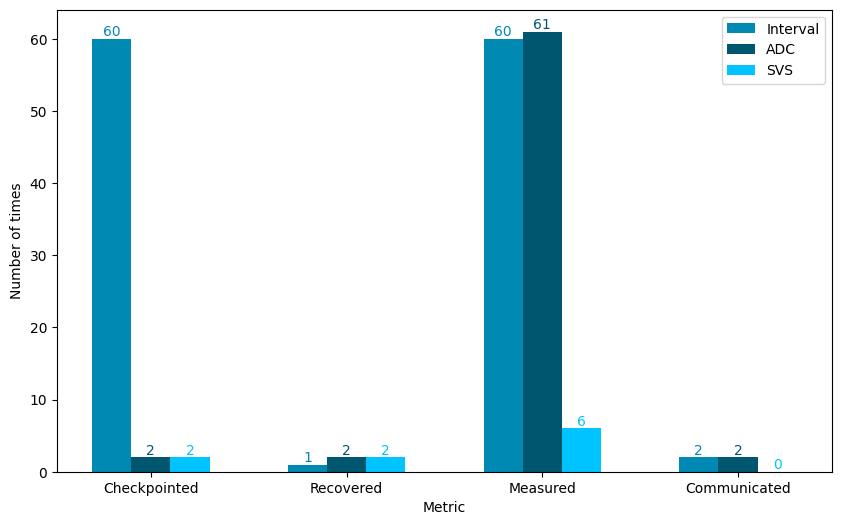 Interval
ADC
SVS
Number of times
60
50
40
30
20
10
0
60 2 2
1 2 2
60 61 6
2 2 0
Checkpointed Recovered Measured Communicated
Metric